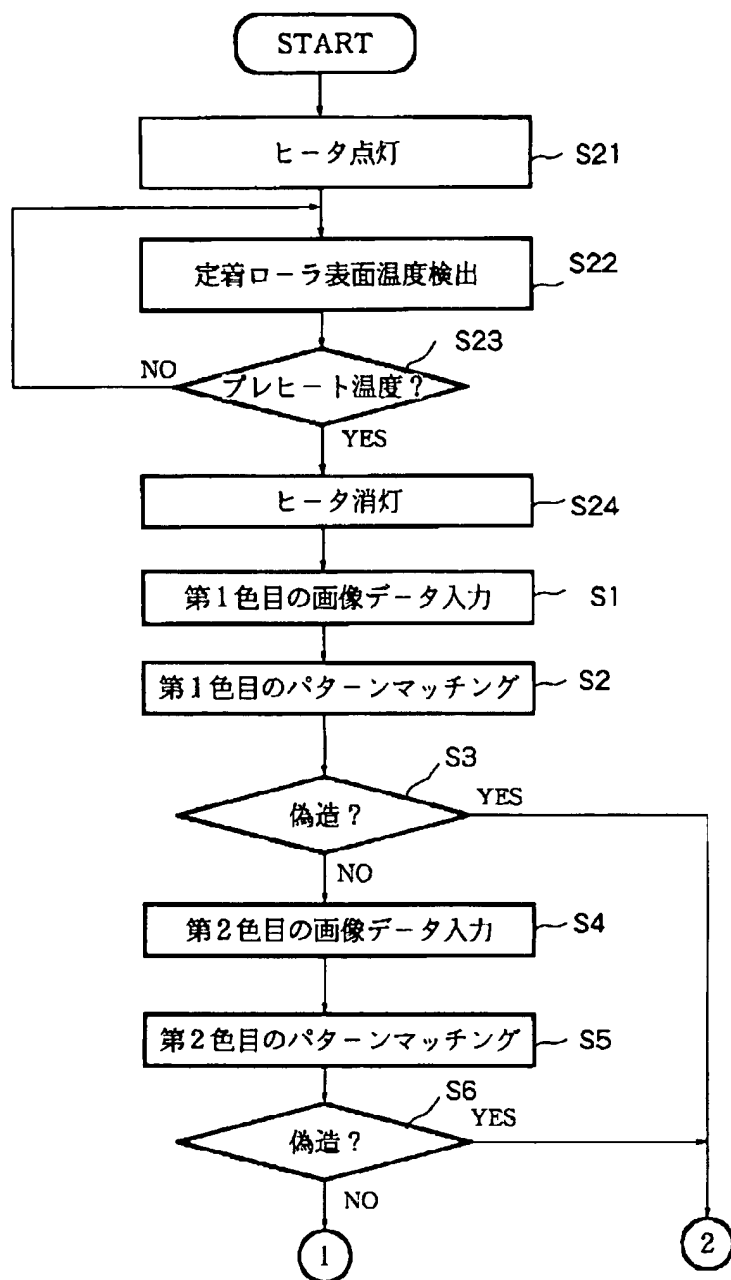 START
ヒータ点灯
S21
定着ローラ表面温度検出
S22
S23
NO
プレヒート温度?
YES
ヒータ消灯
S24
第1色目の画像データ入力
S1
第1色目のパターンマッチング
S2
S3
偽造?
YES
NO
第2色目の画像データ入力
S4
第2色目のパターンマッチング
S5
S6
偽造?
YES
NO
1
2